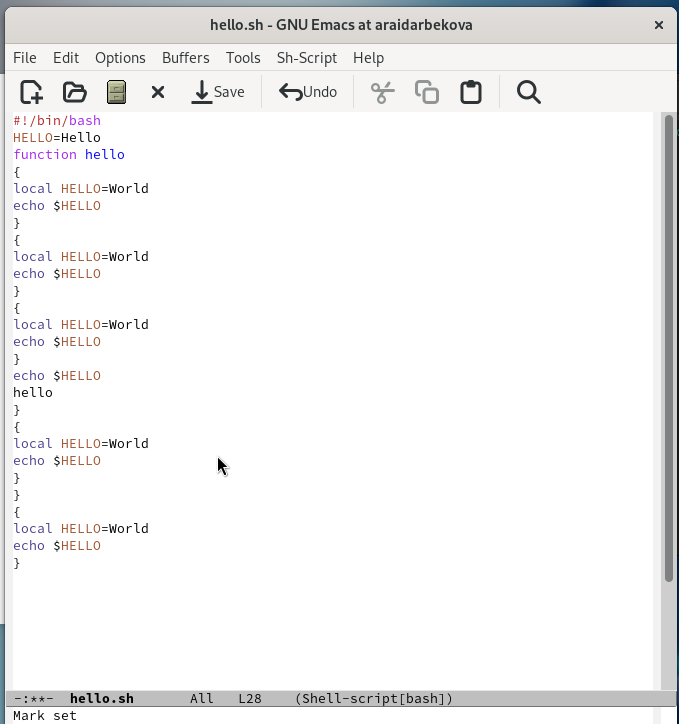 hello.sh - GNU Emacs at araidarbekova
File Edit Options Buffers Tools Sh-Script Help
Save Undo
#!/bin/bash
HELLO=Hello
function hello
{
local HELLO=World
echo $HELLO
}
{
local HELLO=World
echo $HELLO
}
{
local HELLO=World
echo $HELLO
}
echo $HELLO
hello
}
{
local HELLO=World
echo $HELLO
}
}
{
local HELLO=World
echo $HELLO
}
-:**- hello.sh All L28 (Shell-script[bash])
Mark set